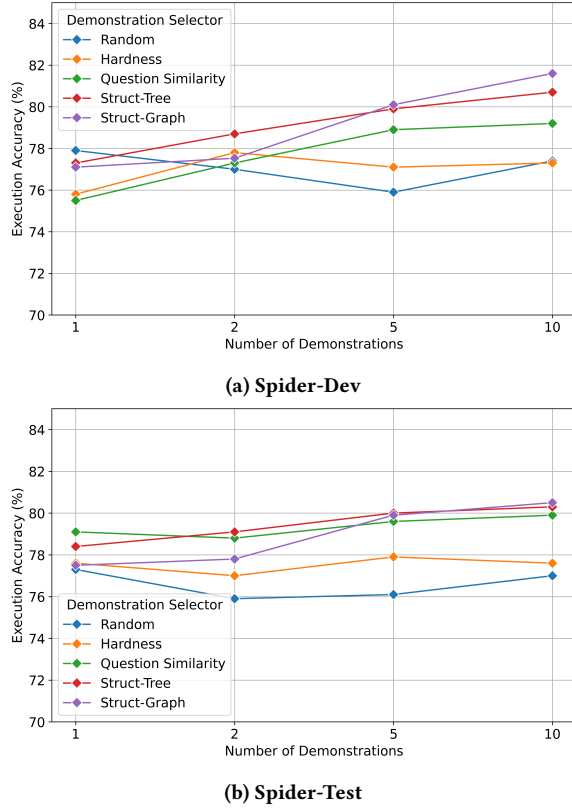 Demonstration Selector
Random
Hardness
Question Similarity
Struct-Tree
Struct-Graph
Execution Accuracy (%)
84
82
80
78
76
74
72
70
1 2 5 10
Number of Demonstrations
(a) Spider-Dev
Execution Accuracy (%)
84
82
80
78
76
74
72
70
Demonstration Selector
Random
Hardness
Question Similarity
Struct-Tree
Struct-Graph
1 2 5 10
Number of Demonstrations
(b) Spider-Test